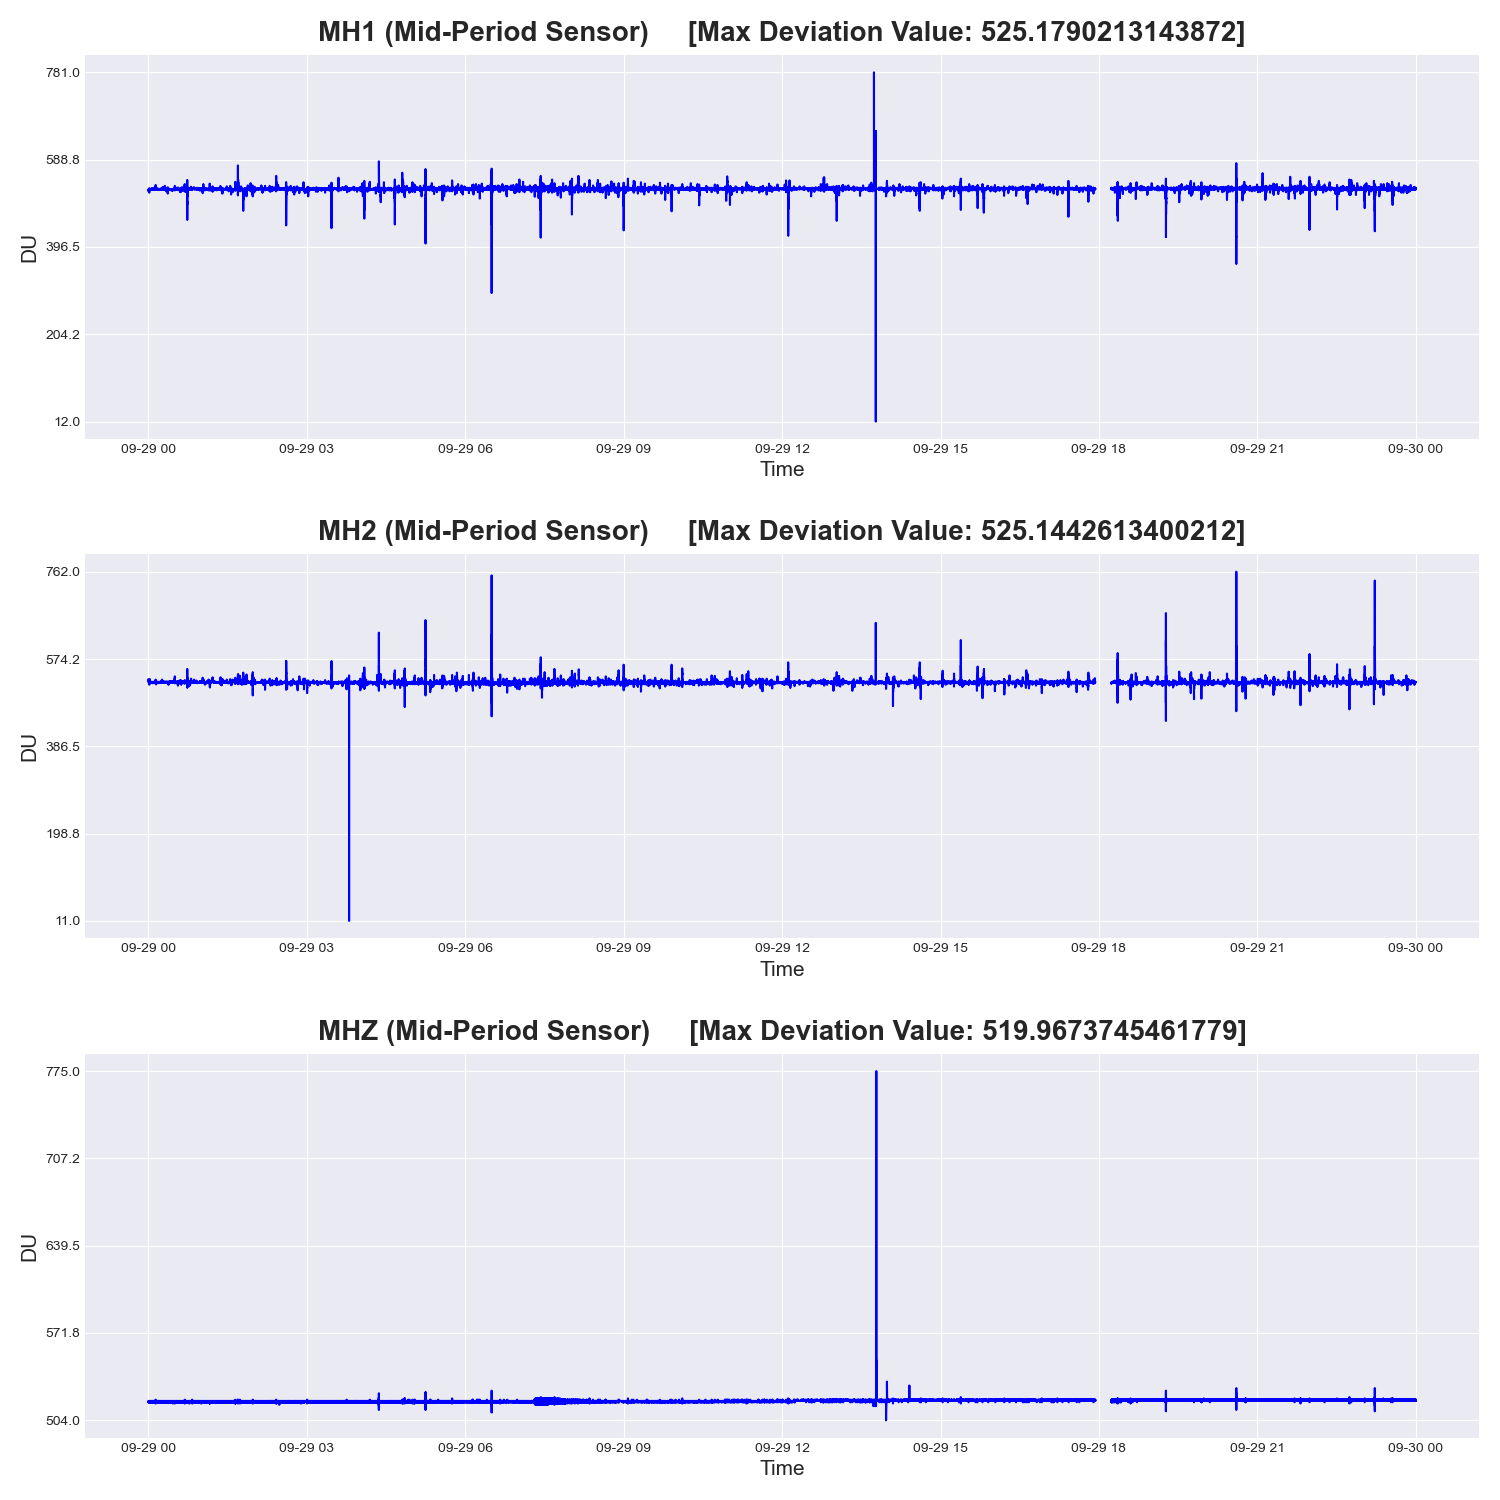 MH1 (Mid-Period Sensor) [Max Deviation Value: 525.1790213143872]
781.0
588.8
396.5
204.2
12.0
DU
09-29 00 09-29 03 09-29 06 09-29 09 09-29 12 09-29 15 09-29 18 09-29 21 09-30 00
Time
MH2 (Mid-Period Sensor) [Max Deviation Value: 525.1442613400212]
762.0
574.2
386.5
198.8
11.0
DU
09-29 00 09-29 03 09-29 06 09-29 09 09-29 12 09-29 15 09-29 18 09-29 21 09-30 00
Time
MHZ (Mid-Period Sensor) [Max Deviation Value: 519.9673745461779]
775.0
707.2
639.5
571.8
504.0
DU
09-29 00 09-29 03 09-29 06 09-29 09 09-29 12 09-29 15 09-29 18 09-29 21 09-30 00
Time